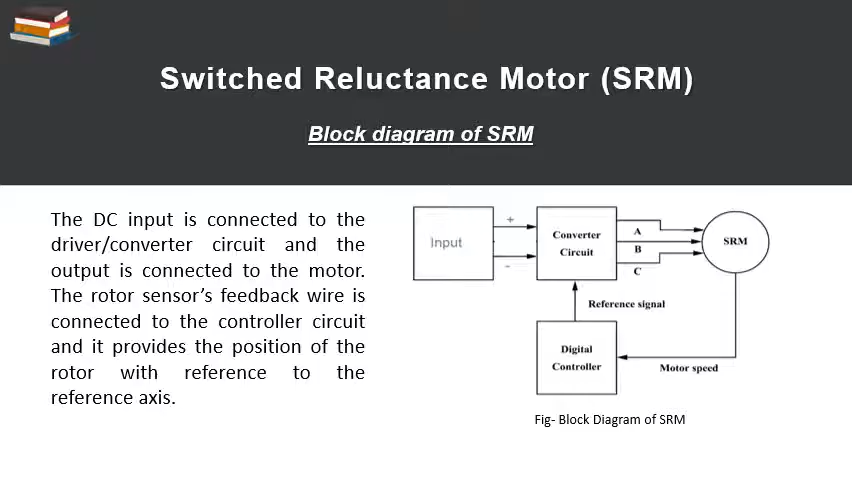 Switched Reluctance Motor (SRM)
Block diagram of SRM
The DC input is connected to the
driver/converter circuit and the
output is connected to the motor.
The rotor sensor’s feedback wire is
connected to the controller circuit
and it provides the position of the
rotor with reference to the
reference axis.
Input
+
-
Converter
Circuit
A
B
C
SRM
Reference signal
Digital
Controller
Motor speed
Fig- Block Diagram of SRM